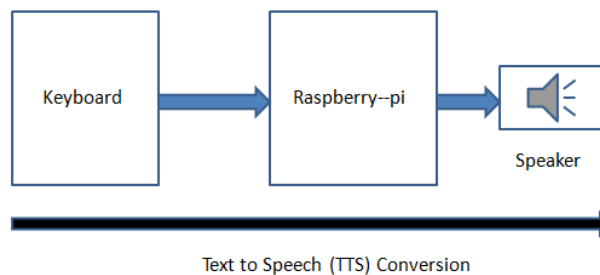 Keyboard
Raspberry--pi
Speaker
Text to Speech (TTS) Conversion